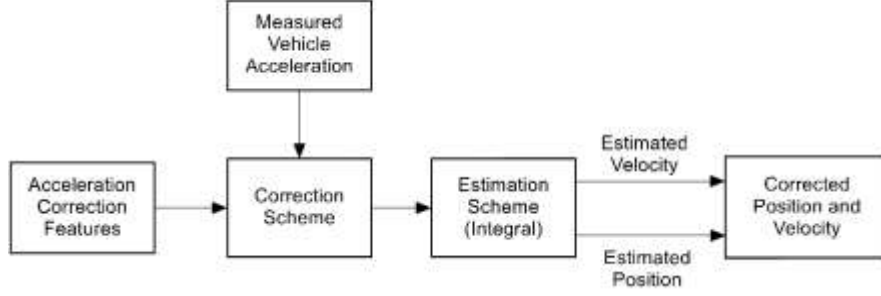 Measured
Vehicle
Acceleration
Acceleration
Correction
Features
Correction
Scheme
Estimation
Scheme
(Integral)
Estimated
Velocity
Estimated
Position
Corrected
Position and
Velocity